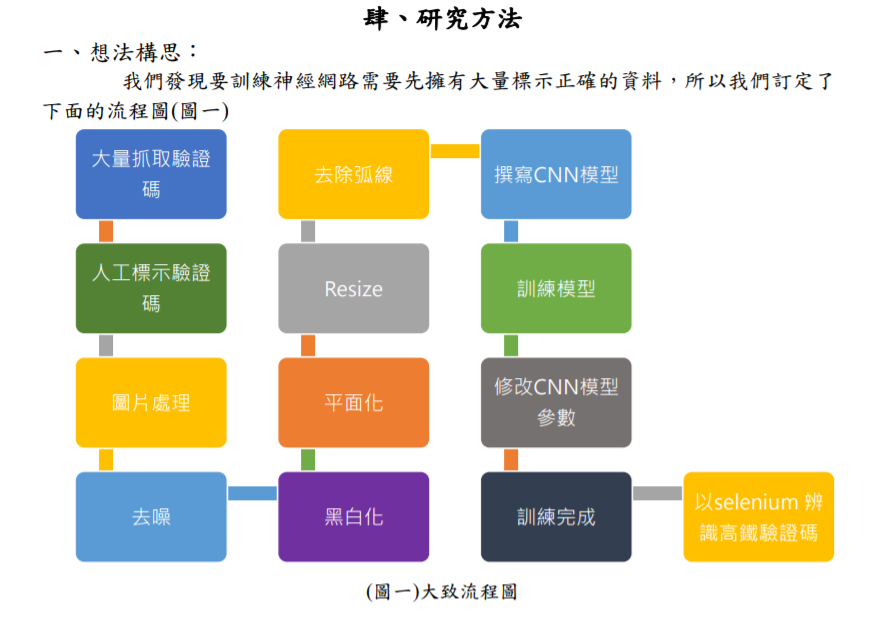 肆、研究方法
一、想法構思：
我們發現要訓練神經網路需要先擁有大量標示正確的資料，所以我們訂定了
下面的流程圖(圖一)
大量抓取驗證
碼
人工標示驗證
碼
圖片處理
去噪
黑白化
平面化
Resize
去除弧線
撰寫CNN模型
訓練模型
修改CNN模型
參數
訓練完成
以selenium 辨
識高鐵驗證碼
(圖一)大致流程圖